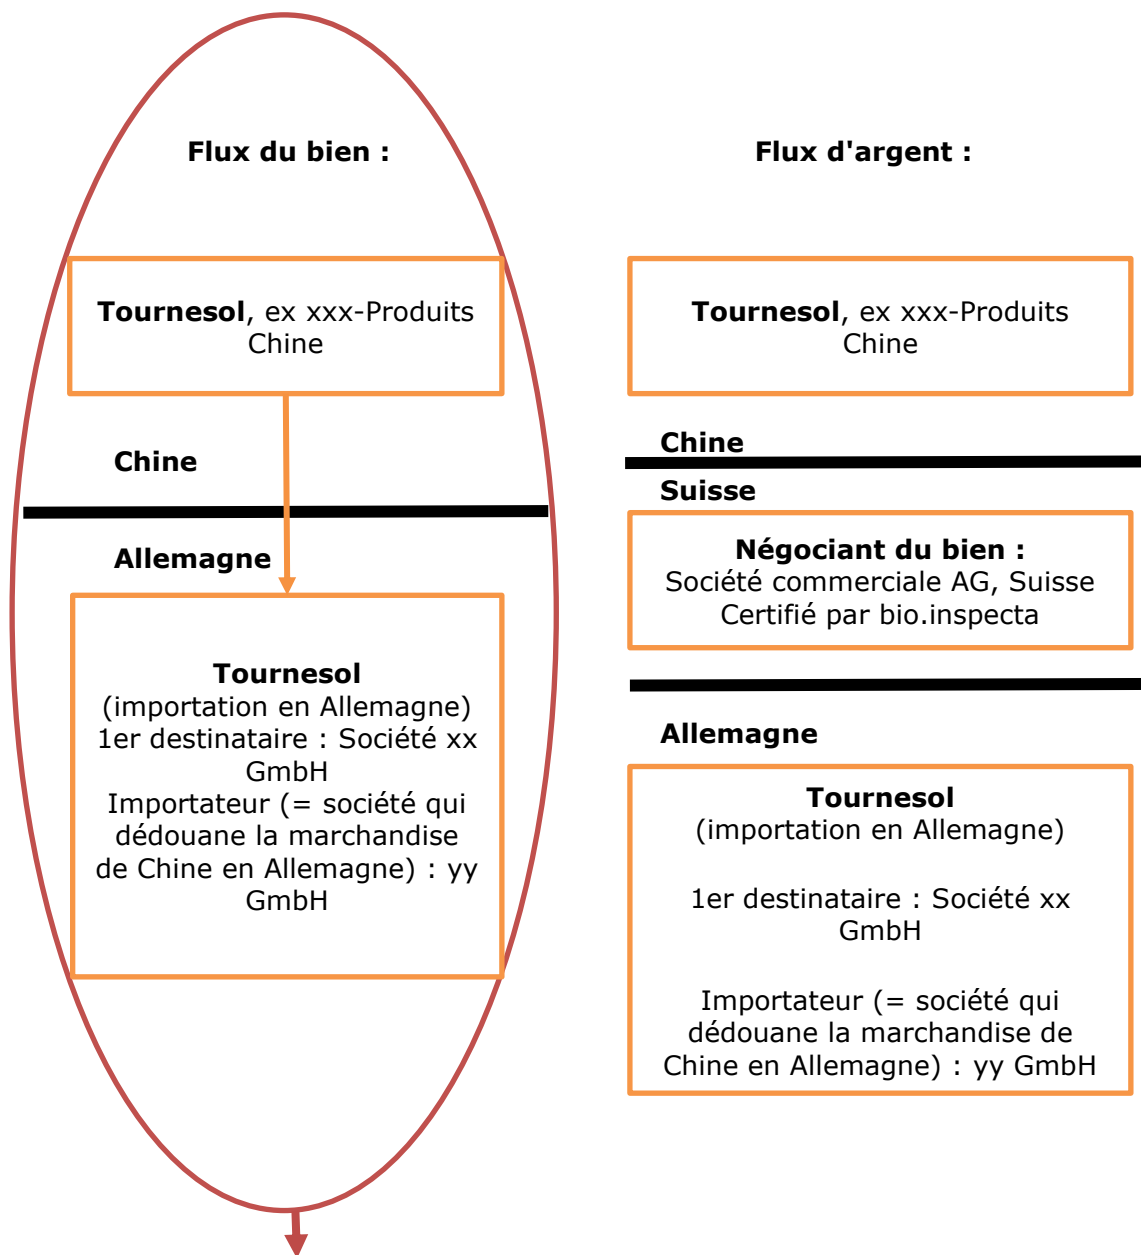 Flux du bien :
Tournesol, ex xxx-Produits
Chine
Chine
Allemagne
Tournesol
(importation en Allemagne)
1er destinataire : Société xx
GmbH
Importateur (= société qui
dédouane la marchandise
de Chine en Allemagne) : yy
GmbH
Flux d'argent :
Tournesol, ex xxx-Produits
Chine
Chine
Suisse
Négociant du bien :
Société commerciale AG, Suisse
Certifié par bio.inspecta
Allemagne
Tournesol
(importation en Allemagne)
1er destinataire : Société xx
GmbH
Importateur (= société qui
dédouane la marchandise de
Chine en Allemagne) : yy GmbH